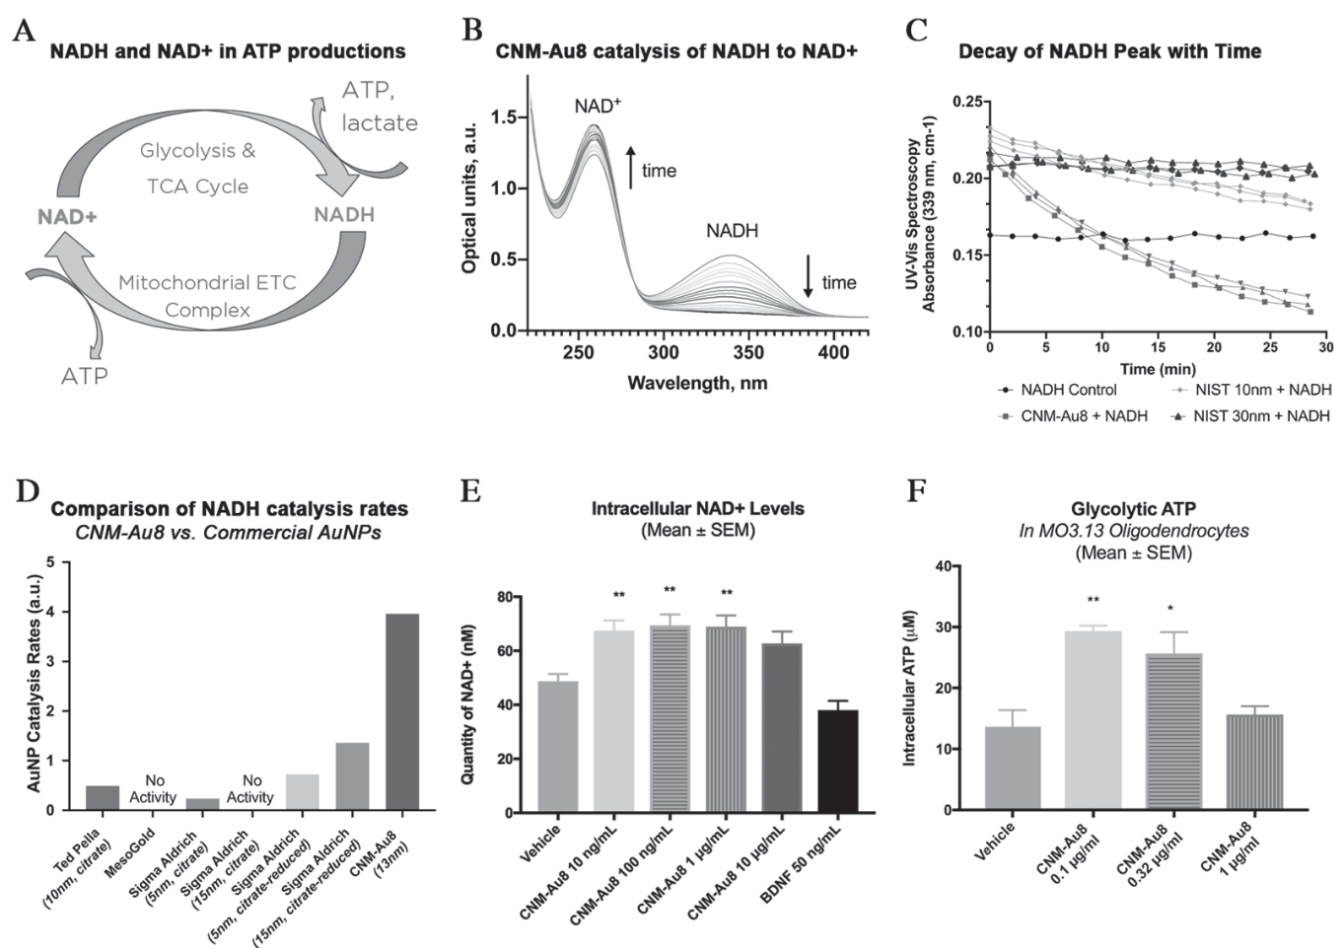 A
NADH and NAD+ in ATP productions
ATP,
lactate
Glycolysis &
TCA Cycle
NAD+
NADH
Mitochondrial ETC
Complex
ATP
B
CNM-Au8 catalysis of NADH to NAD+
Optical units, a.u.
1.5
1.0
0.5
0.0
NAD+
time
NADH
time
250
300
350
400
Wavelength, nm
C
Decay of NADH Peak with Time
UV-Vis Spectroscopy
Absorbance (339 nm, cm-1)
0.25
0.20
0.15
0.10
0
5
10
15
20
25
30
Time (min)
NADH Control
NIST 10nm + NADH
CNM-Au8 + NADH
NIST 30nm + NADH
D
Comparison of NADH catalysis rates
CNM-Au8 vs. Commercial AuNPs
AuNP Catalysis Rates (a.u.)
5
4
3
2
1
0
No
Activity
No
Activity
Ted Pella
(10nm, citrate)
MesoGold
Sigma Aldrich
(5nm, citrate)
Sigma Aldrich
(15nm, citrate)
Sigma Aldrich
(5nm, citrate-reduced)
Sigma Aldrich
(15nm, citrate-reduced)
CNM-Au8
(13nm)
E
Intracellular NAD+ Levels
(Mean ± SEM)
Quantity of NAD+ (nM)
80
60
40
20
0
**
**
**
Vehicle
CNM-Au8 10 ng/mL
CNM-Au8 100 ng/mL
CNM-Au8 1 µg/mL
CNM-Au8 10 µg/mL
BDNF 50 ng/mL
F
Glycolytic ATP
In MO3.13 Oligodendrocytes
(Mean ± SEM)
Intracellular ATP (µM)
40
30
20
10
0
**
*
Vehicle
CNM-Au8
0.1 µg/ml
CNM-Au8
0.32 µg/ml
CNM-Au8
1 µg/ml